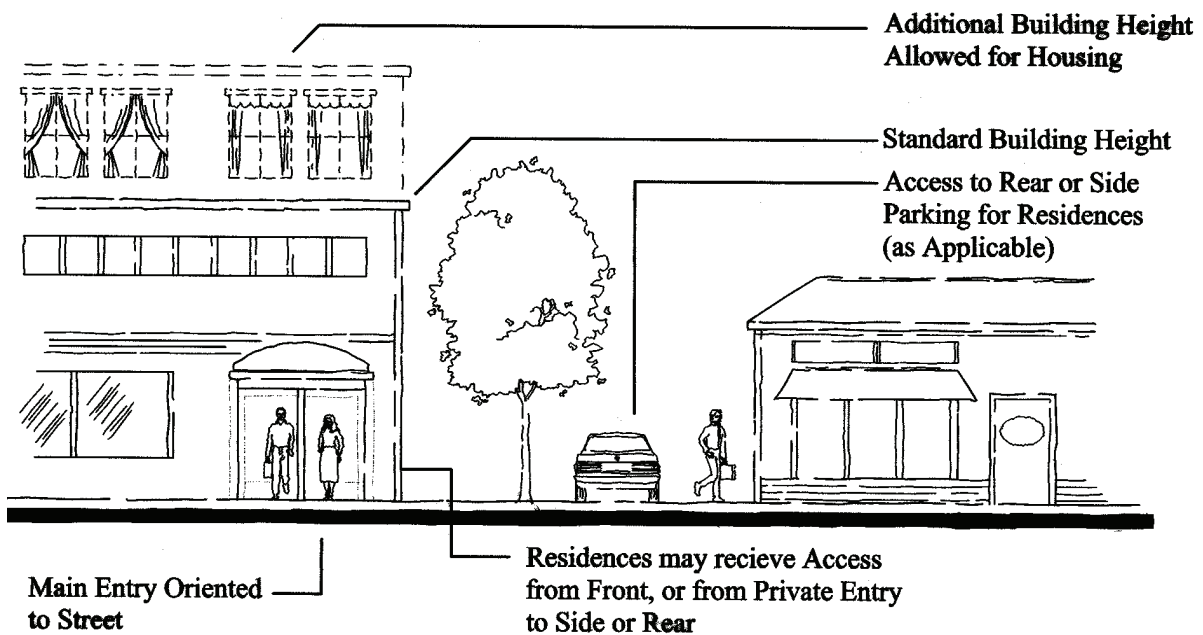 Additional Building Height
Allowed for Housing
Standard Building Height
Access to Rear or Side
Parking for Residences
(as Applicable)
Main Entry Oriented
to Street
Residences may recieve Access
from Front, or from Private Entry
to Side or Rear